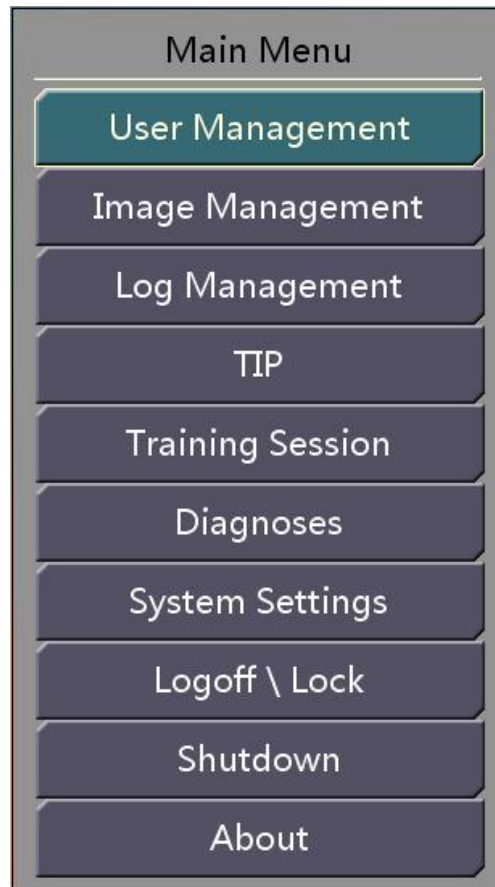 Main Menu
User Management
Image Management
Log Management
TIP
Training Session
Diagnoses
System Settings
Logoff \ Lock
Shutdown
About